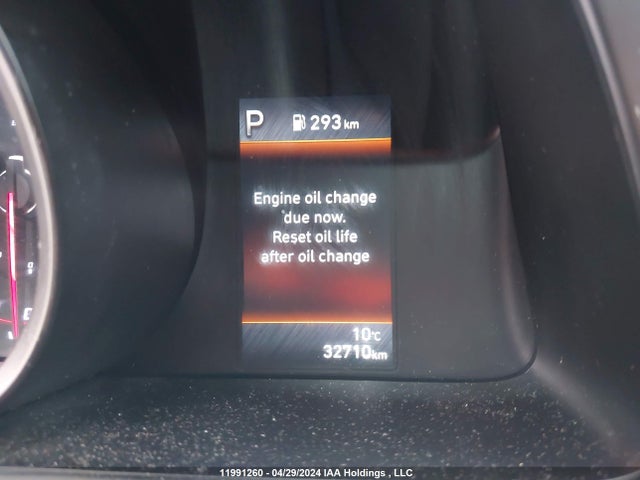 P 293 km
Engine oil change
due now.
Reset oil life
after oil change
10°C
32710km
11991260 - 04/29/2024 IAA Holdings , LLC